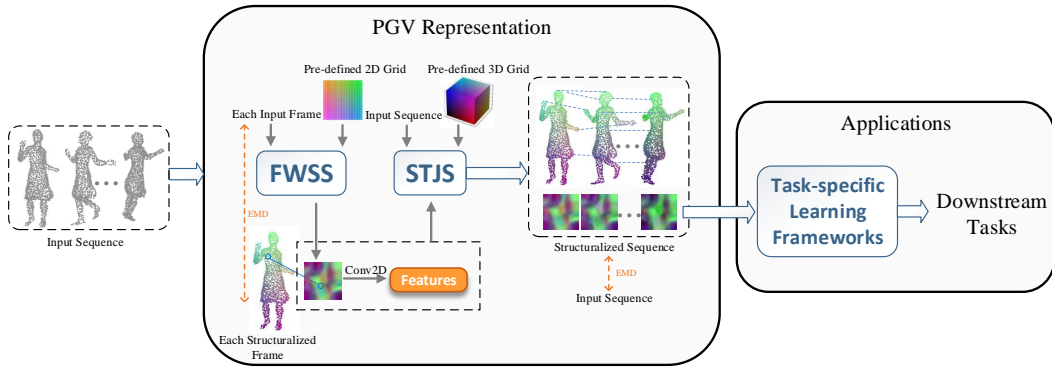 PGV Representation
Pre-defined 2D Grid
Pre-defined 3D Grid
Each Input Frame
Input Sequence
FWSS
STJS
EMD
Conv2D
Features
Each Structuralized
Frame
Input Sequence
Structuralized Sequence
EMD
Input Sequence
Applications
Task-specific
Learning
Frameworks
Downstream
Tasks